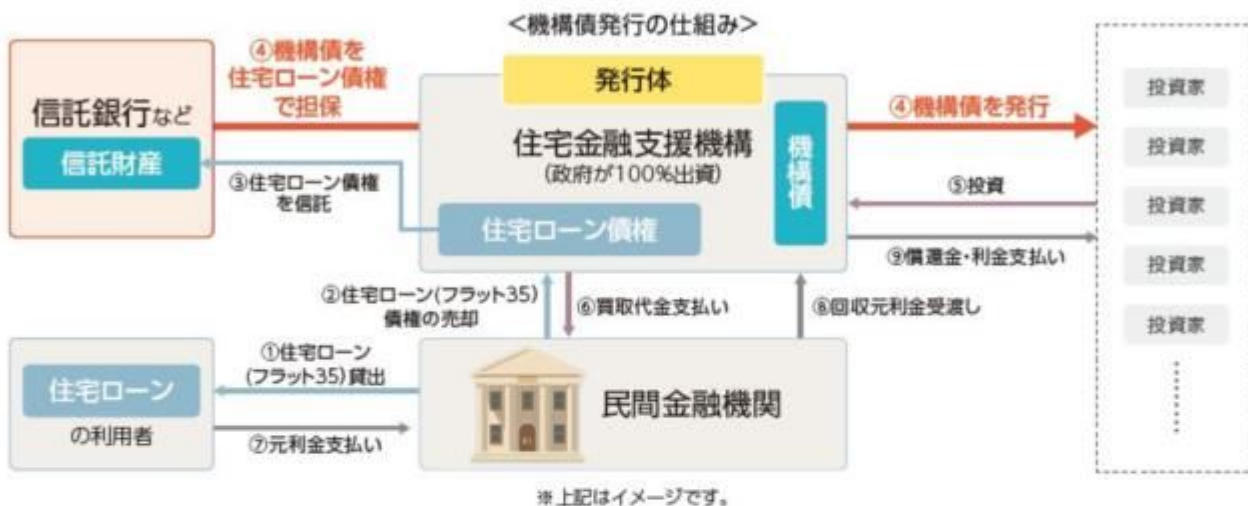 <機構債発行の仕組み>
④機構債を
住宅ローン債権
で担保
信託銀行など
信託財産
③住宅ローン債権
を信託
発行体
住宅金融支援機構
(政府が100%出資)
機構債
住宅ローン債権
④機構債を発行
⑤投資
⑨償還金・利金支払い
投資家
投資家
投資家
投資家
投資家
②住宅ローン(フラット35)
債権の売却
⑥買取代金支払い
⑧回収元利金受渡し
①住宅ローン
(フラット35)貸出
住宅ローン
の利用者
⑦元利金支払い
民間金融機関
※上記はイメージです。